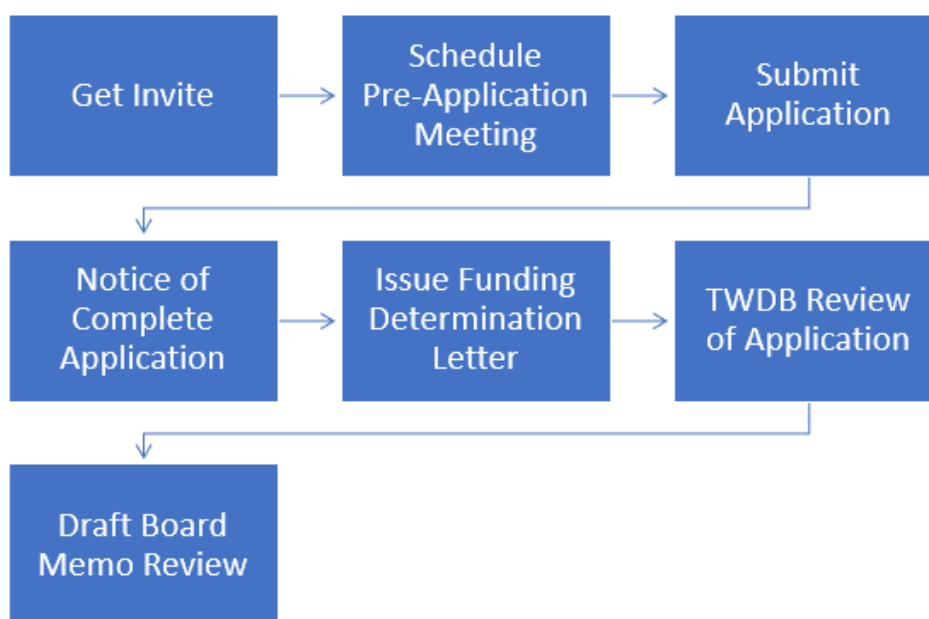 Get Invite
Schedule
Pre-Application
Meeting
Submit
Application
Notice of
Complete
Application
Issue Funding
Determination
Letter
TWDB Review
of Application
Draft Board
Memo Review